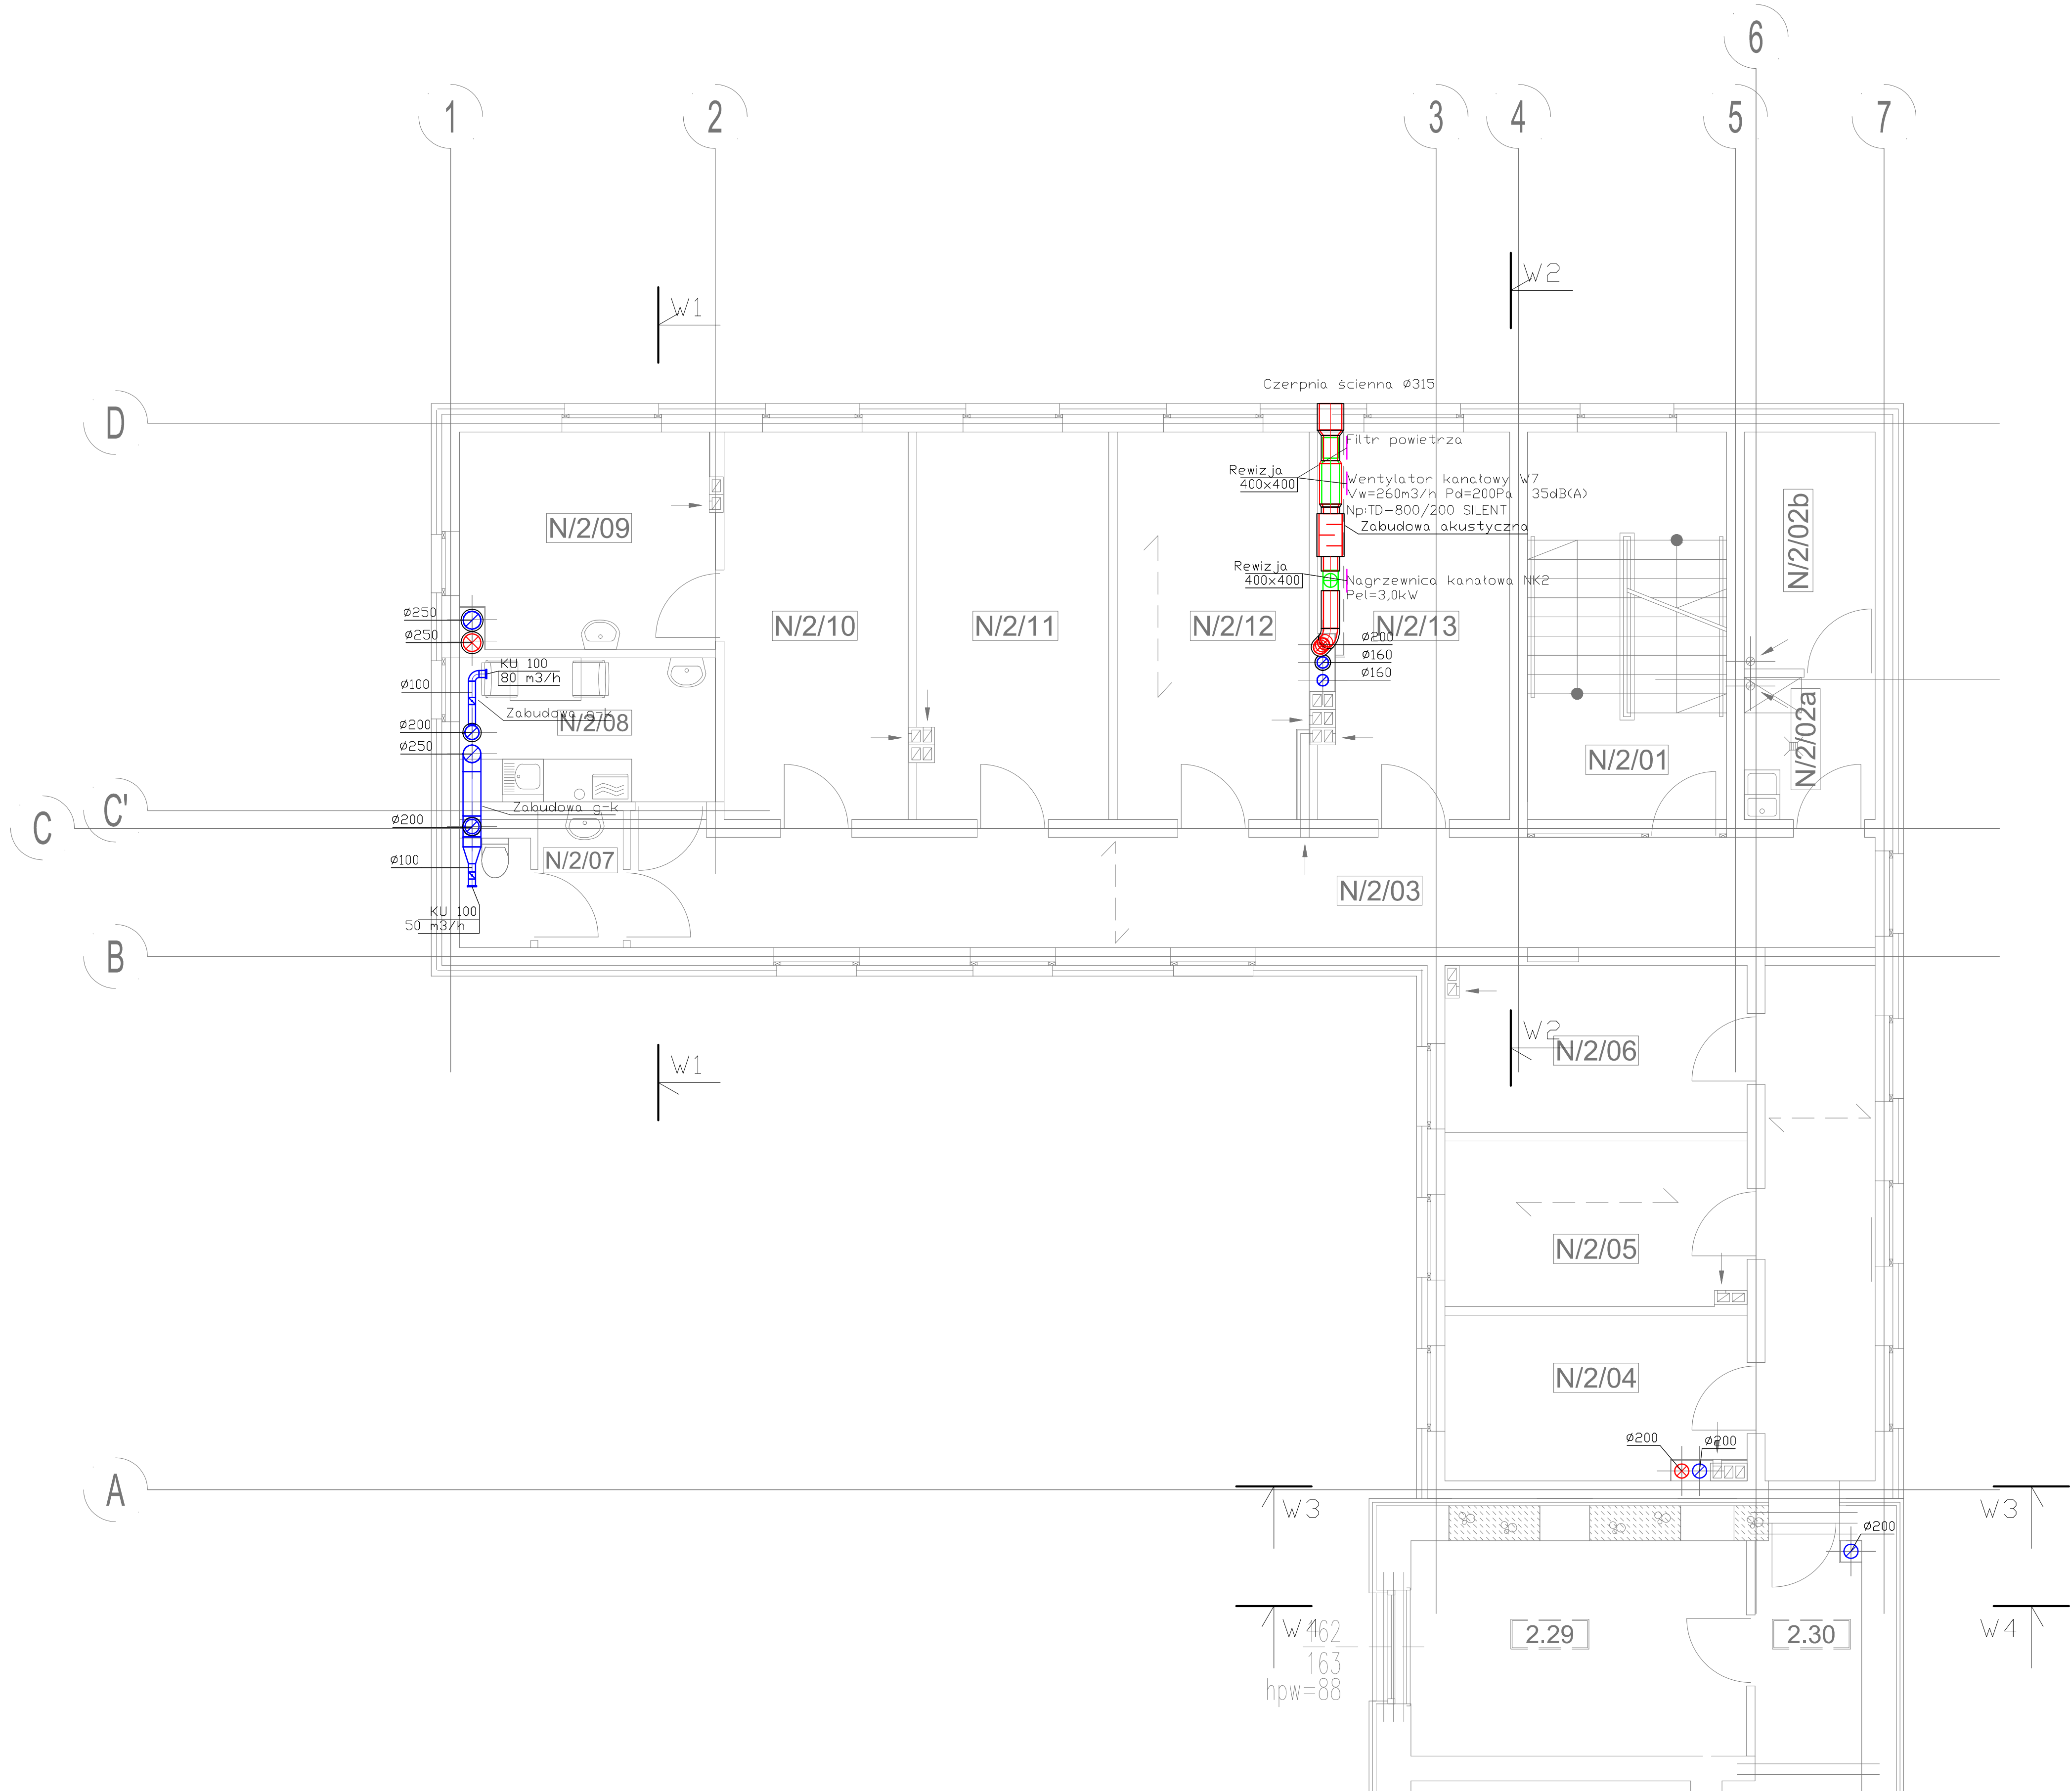 6
1
2
3
4
5
7
W2
W1
Czerpnia ścienna Ø315
D
Filtr powietrza
Rewizja
400x400
Wentylator kanałowy W7
Vw=260m3/h Pd=200Pa 35dB(A)
Np:TD-800/200 SILENT
Zabudowa akustyczna
N/2/09
N/2/02b
Rewizja
400x400
Nagrzewnica kanałowa NK2
Pel=3,0kW
Ø250
Ø250
N/2/10
N/2/11
N/2/12
N/2/13
Ø200
Ø160
Ø160
KU 100
80 m3/h
Ø100
Zabudowa g-k
N/2/08
Ø200
Ø250
N/2/01
N/2/02a
Zabudowa g-k
C'
C
Ø200
N/2/07
Ø100
N/2/03
KU 100
50 m3/h
B
W2
N/2/06
W1
N/2/05
N/2/04
Ø200
Ø200
A
W3
W3
Ø200
W4
W4
162
163
hpw=88
2.29
2.30